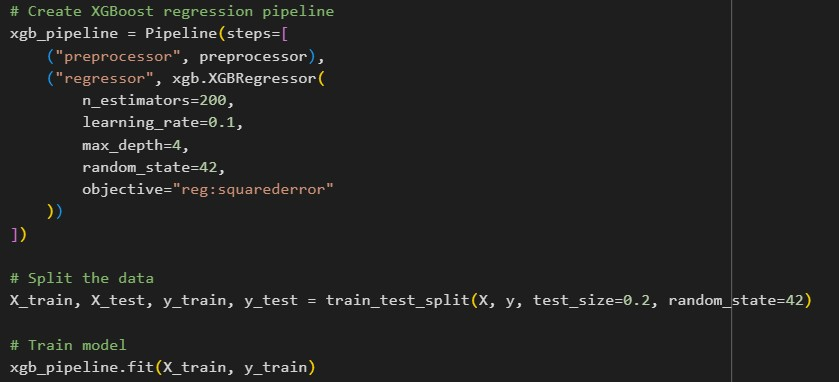 # Create XGBoost regression pipeline
xgb_pipeline = Pipeline(steps=[
    ("preprocessor", preprocessor),
    ("regressor", xgb.XGBRegressor(
        n_estimators=200,
        learning_rate=0.1,
        max_depth=4,
        random_state=42,
        objective="reg:squarederror"
    ))
])

# Split the data
X_train, X_test, y_train, y_test = train_test_split(X, y, test_size=0.2, random_state=42)

# Train model
xgb_pipeline.fit(X_train, y_train)